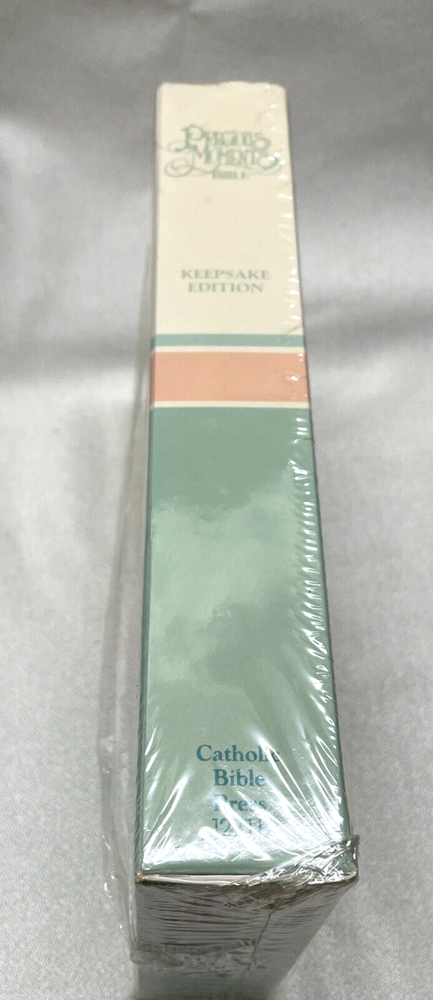 Precious
Moments
BIBLE
KEEPSAKE
EDITION
Catholic
Bible
Press